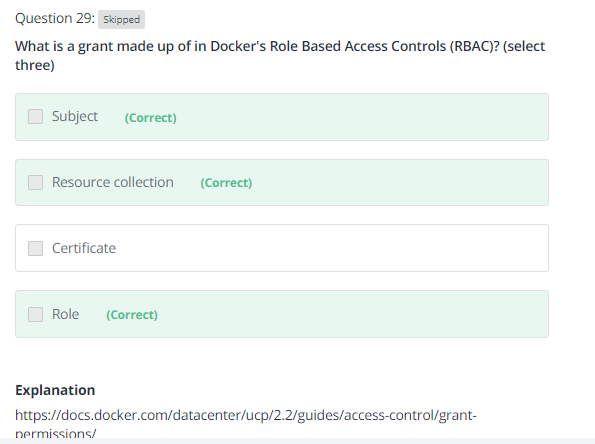 Question 29: Skipped
What is a grant made up of in Docker's Role Based Access Controls (RBAC)? (select
three)
Subject (Correct)
Resource collection (Correct)
Certificate
Role (Correct)
Explanation
https://docs.docker.com/datacenter/ucp/2.2/guides/access-control/grant-
permissions/